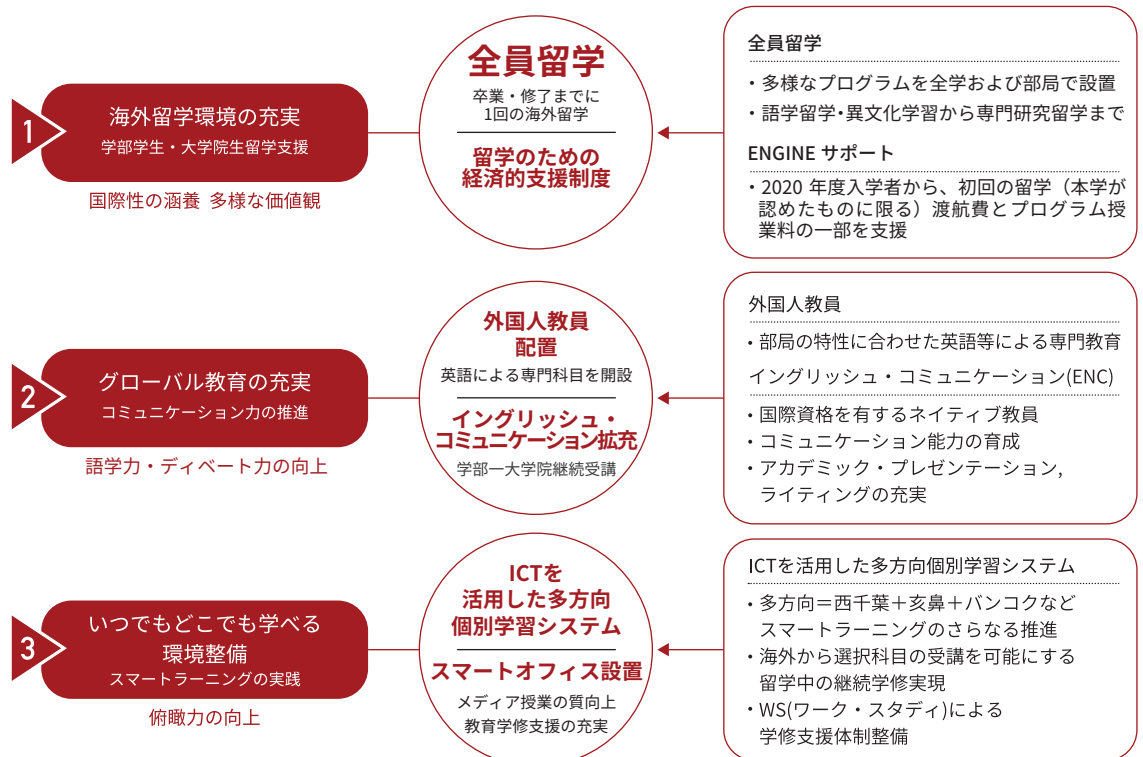 1
海外留学環境の充実
学部学生・大学院生留学支援
国際性の涵養 多様な価値観
全員留学
卒業・修了までに
1回の海外留学
留学のための
経済的支援制度
全員留学
・多様なプログラムを全学および部局で設置
・語学留学・異文化学習から専門研究留学まで
ENGINE サポート
・2020 年度入学者から、初回の留学（本学が
認めたものに限る）渡航費とプログラム授
業料の一部を支援
2
グローバル教育の充実
コミュニケーション力の推進
語学力・ディベート力の向上
外国人教員
配置
英語による専門科目を開設
イングリッシュ・
コミュニケーション拡充
学部ー大学院継続受講
外国人教員
・部局の特性に合わせた英語等による専門教育
イングリッシュ・コミュニケーション(ENC)
・国際資格を有するネイティブ教員
・コミュニケーション能力の育成
・アカデミック・プレゼンテーション,
ライティングの充実
3
いつでもどこでも学べる
環境整備
スマートラーニングの実践
俯瞰力の向上
ICTを
活用した多方向
個別学習システム
スマートオフィス設置
メディア授業の質向上
教育学修支援の充実
ICTを活用した多方向個別学習システム
・多方向＝西千葉＋亥鼻＋バンコクなど
スマートラーニングのさらなる推進
・海外から選択科目の受講を可能にする
留学中の継続学修実現
・WS(ワーク・スタディ)による
学修支援体制整備